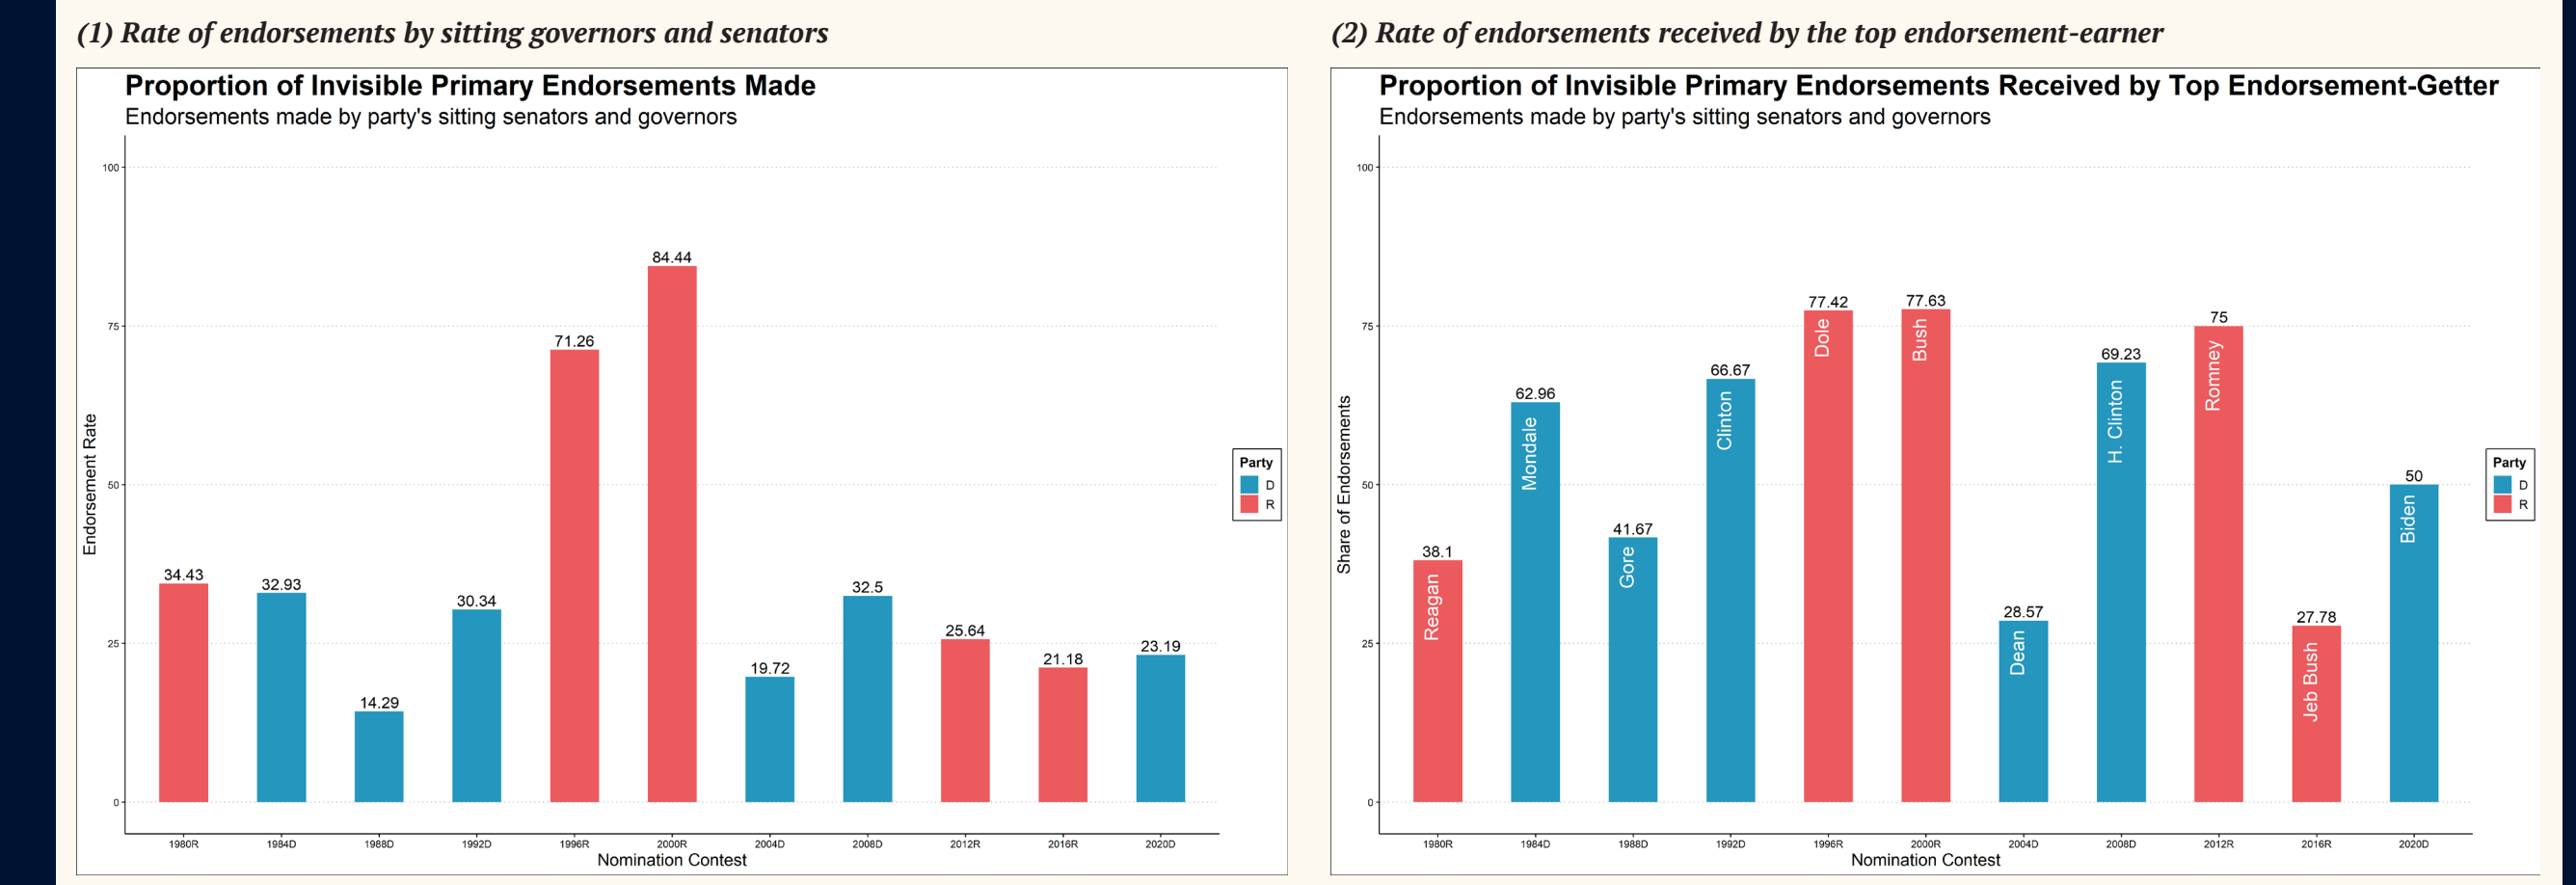 (1) Rate of endorsements by sitting governors and senators
Proportion of Invisible Primary Endorsements Made
Endorsements made by party's sitting senators and governors
Endorsement Rate
100
75
50
25
0
34.43
32.93
14.29
30.34
71.26
84.44
19.72
32.5
25.64
21.18
23.19
1980R 1984D 1988D 1992D 1996R 2000R 2004D 2008D 2012R 2016R 2020D
Nomination Contest
Party
D
R
(2) Rate of endorsements received by the top endorsement-earner
Proportion of Invisible Primary Endorsements Received by Top Endorsement-Getter
Endorsements made by party's sitting senators and governors
Share of Endorsements
100
75
50
25
0
38.1
Reagan
62.96
Mondale
41.67
Gore
66.67
Clinton
77.42
Dole
77.63
Bush
28.57
Dean
69.23
H. Clinton
75
Romney
27.78
Jeb Bush
50
Biden
1980R 1984D 1988D 1992D 1996R 2000R 2004D 2008D 2012R 2016R 2020D
Nomination Contest
Party
D
R